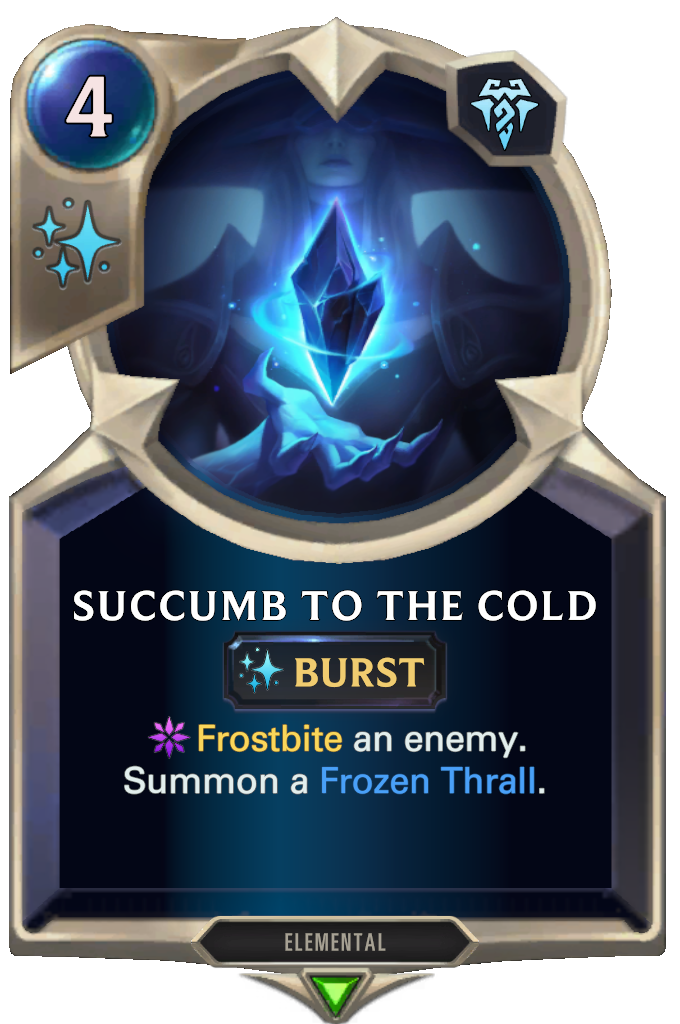 4
SUCCUMB TO THE COLD
BURST
Frostbite an enemy.
Summon a Frozen Thrall.
ELEMENTAL